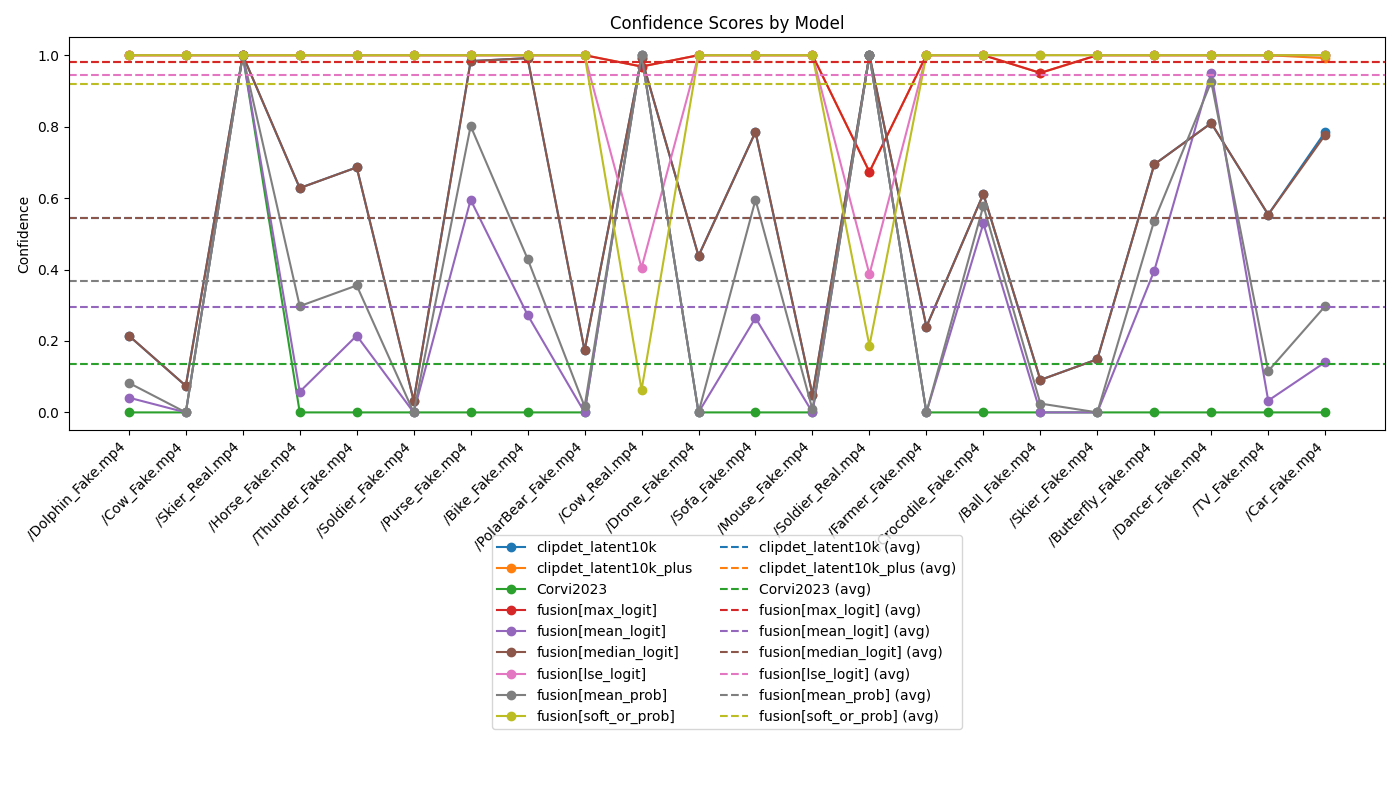 Confidence Scores by Model
Confidence
1.0
0.8
0.6
0.4
0.2
0.0
/Dolphin_Fake.mp4
/Cow_Fake.mp4
/Skier_Real.mp4
/Horse_Fake.mp4
/Thunder_Fake.mp4
/Soldier_Fake.mp4
/Purse_Fake.mp4
/Bike_Fake.mp4
/PolarBear_Fake.mp4
/Cow_Real.mp4
/Drone_Fake.mp4
/Sofa_Fake.mp4
/Mouse_Fake.mp4
/Soldier_Real.mp4
/Farmer_Fake.mp4
Crocodile_Fake.mp4
/Ball_Fake.mp4
/Skier_Fake.mp4
/Butterfly_Fake.mp4
/Dancer_Fake.mp4
/TV_Fake.mp4
/Car_Fake.mp4
clipdet_latent10k
clipdet_latent10k_plus
Corvi2023
fusion[max_logit]
fusion[mean_logit]
fusion[median_logit]
fusion[lse_logit]
fusion[mean_prob]
fusion[soft_or_prob]
clipdet_latent10k (avg)
clipdet_latent10k_plus (avg)
Corvi2023 (avg)
fusion[max_logit] (avg)
fusion[mean_logit] (avg)
fusion[median_logit] (avg)
fusion[lse_logit] (avg)
fusion[mean_prob] (avg)
fusion[soft_or_prob] (avg)